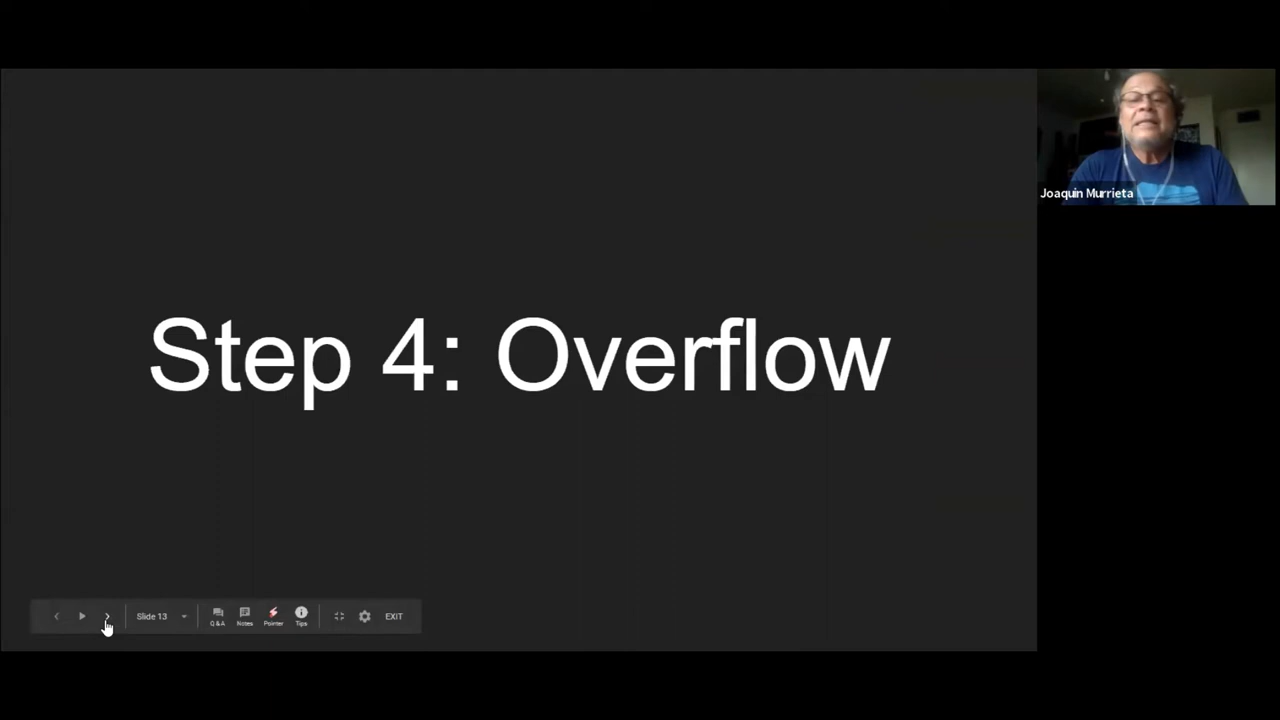 Step 4: Overflow
Joaquin Murrieta
Slide 13
Q&A
Notes
Pointer
Tips
EXIT